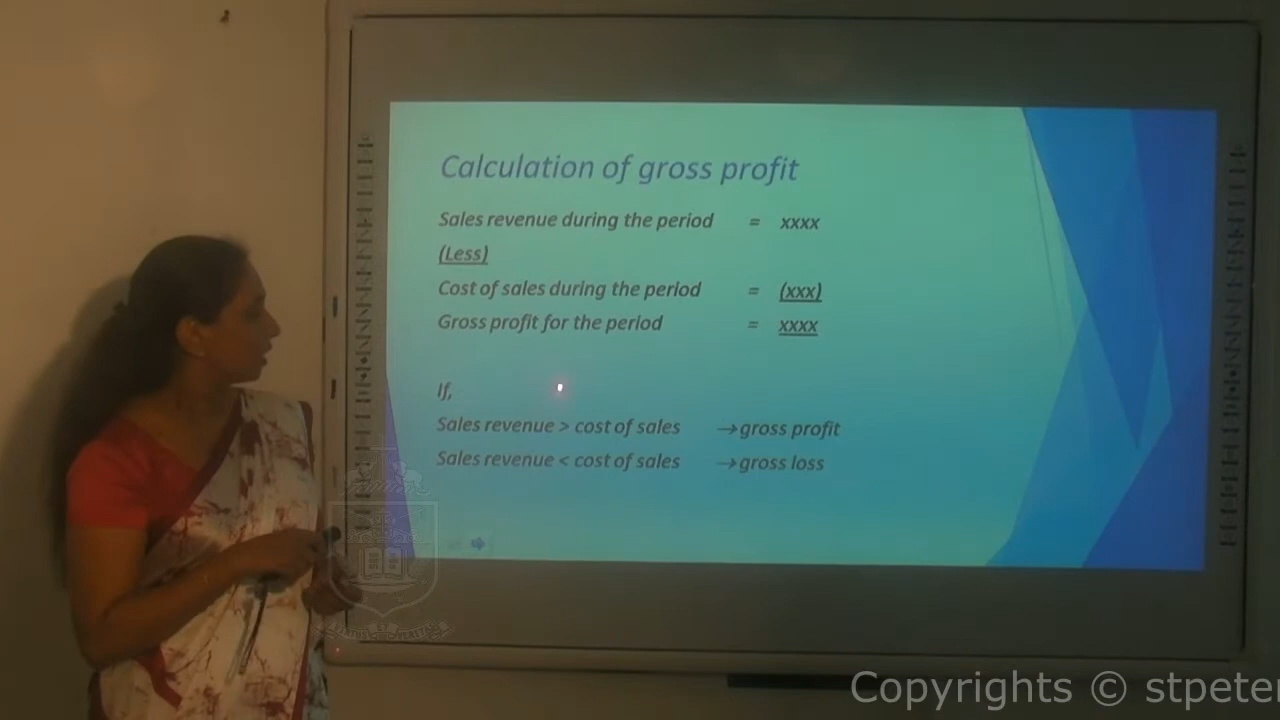 Calculation of gross profit
Sales revenue during the period = xxxx
(Less)
Cost of sales during the period = (xxx)
Gross profit for the period = xxxx
If,
Sales revenue > cost of sales →gross profit
Sales revenue < cost of sales →gross loss
Copyrights © stpeter